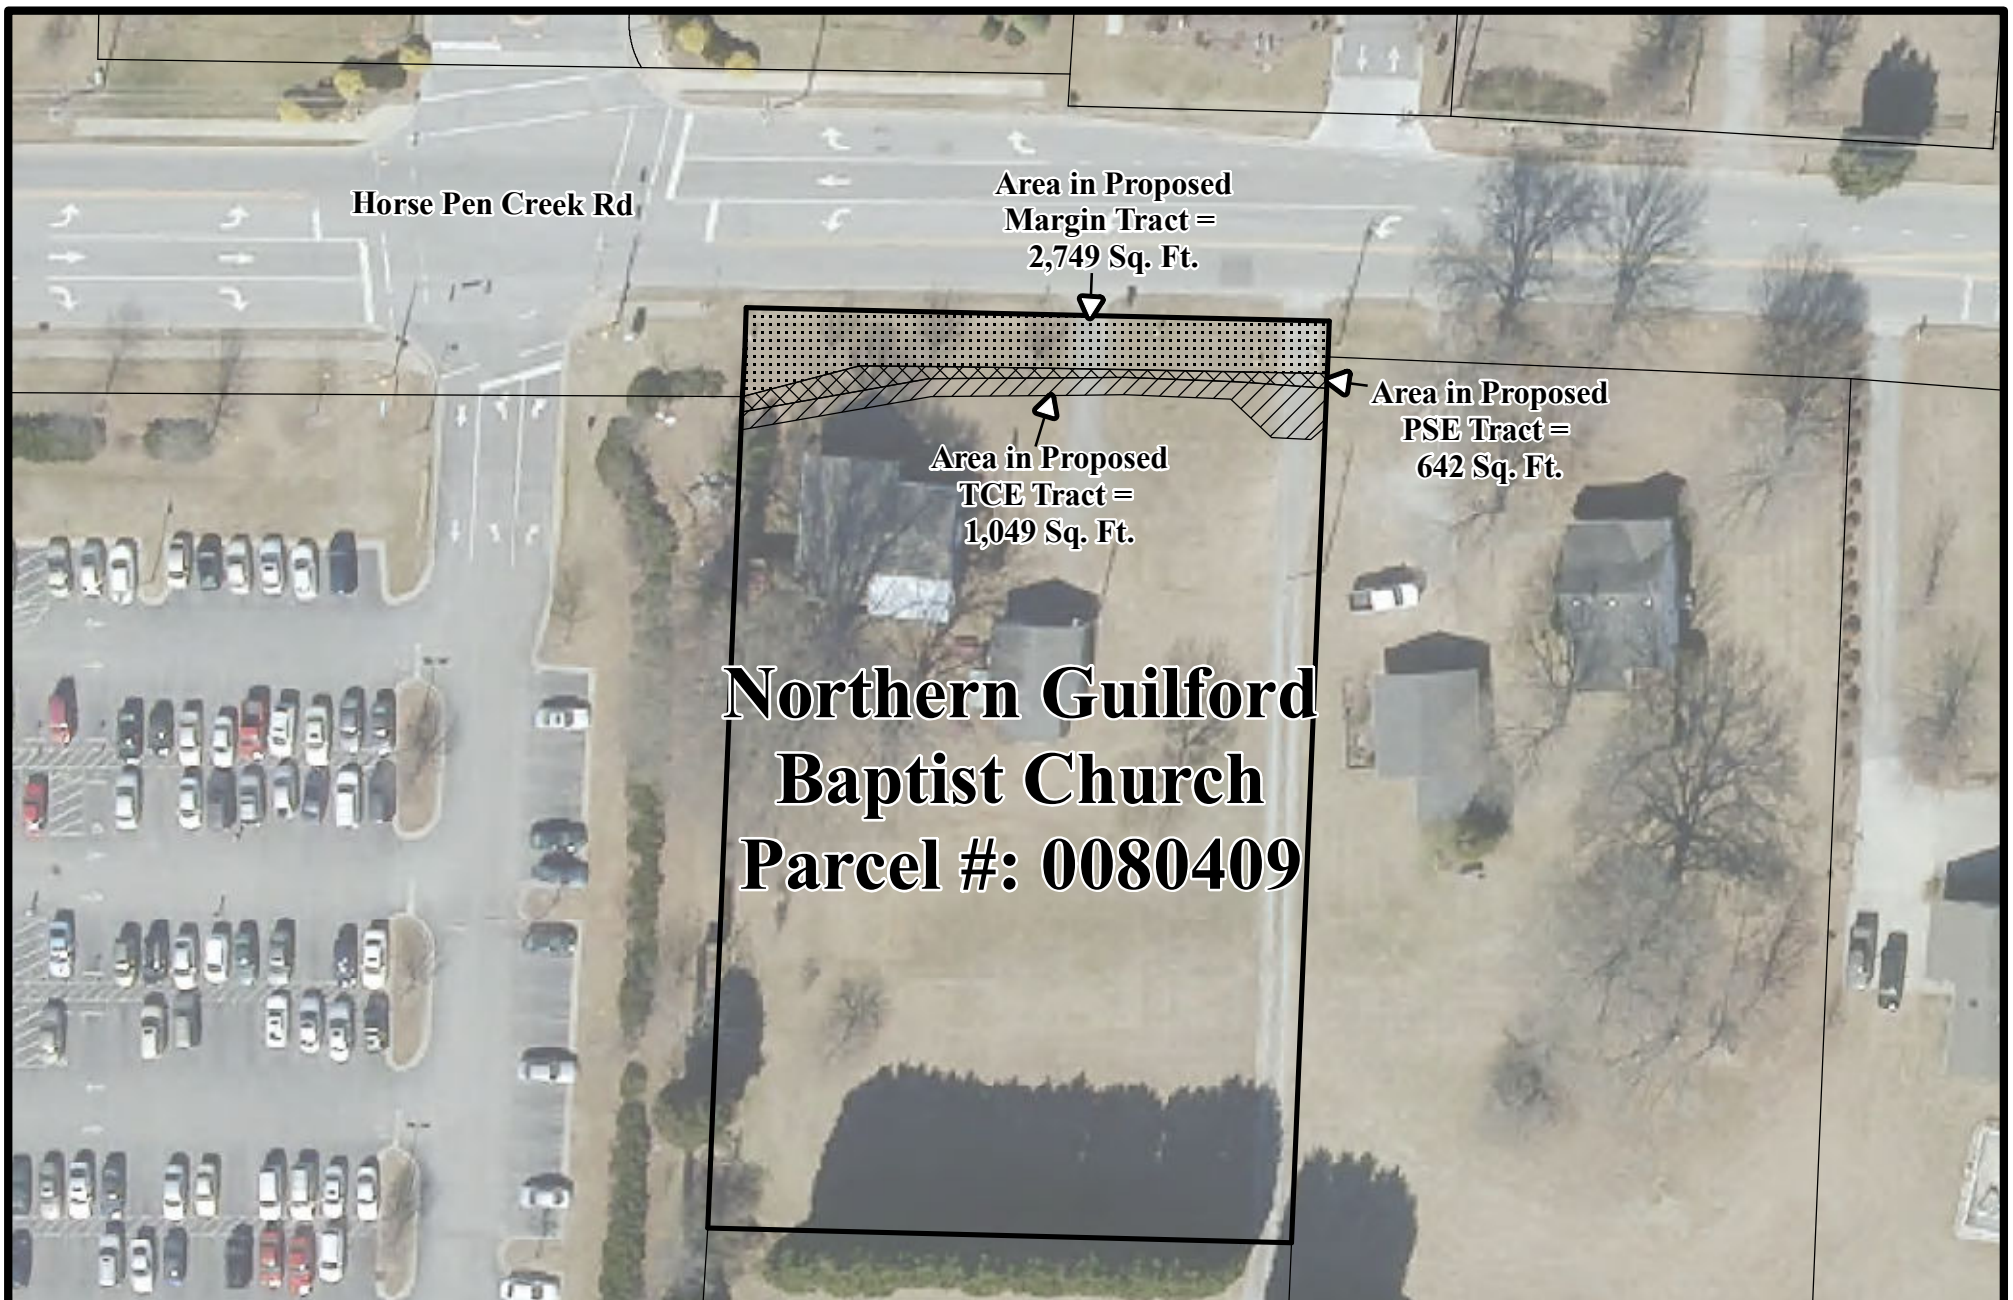 Horse Pen Creek Rd
Area in Proposed
Margin Tract =
2,749 Sq. Ft.
Area in Proposed
PSE Tract =
642 Sq. Ft.
Area in Proposed
TCE Tract =
1,049 Sq. Ft.
Northern Guilford
Baptist Church
Parcel #: 0080409